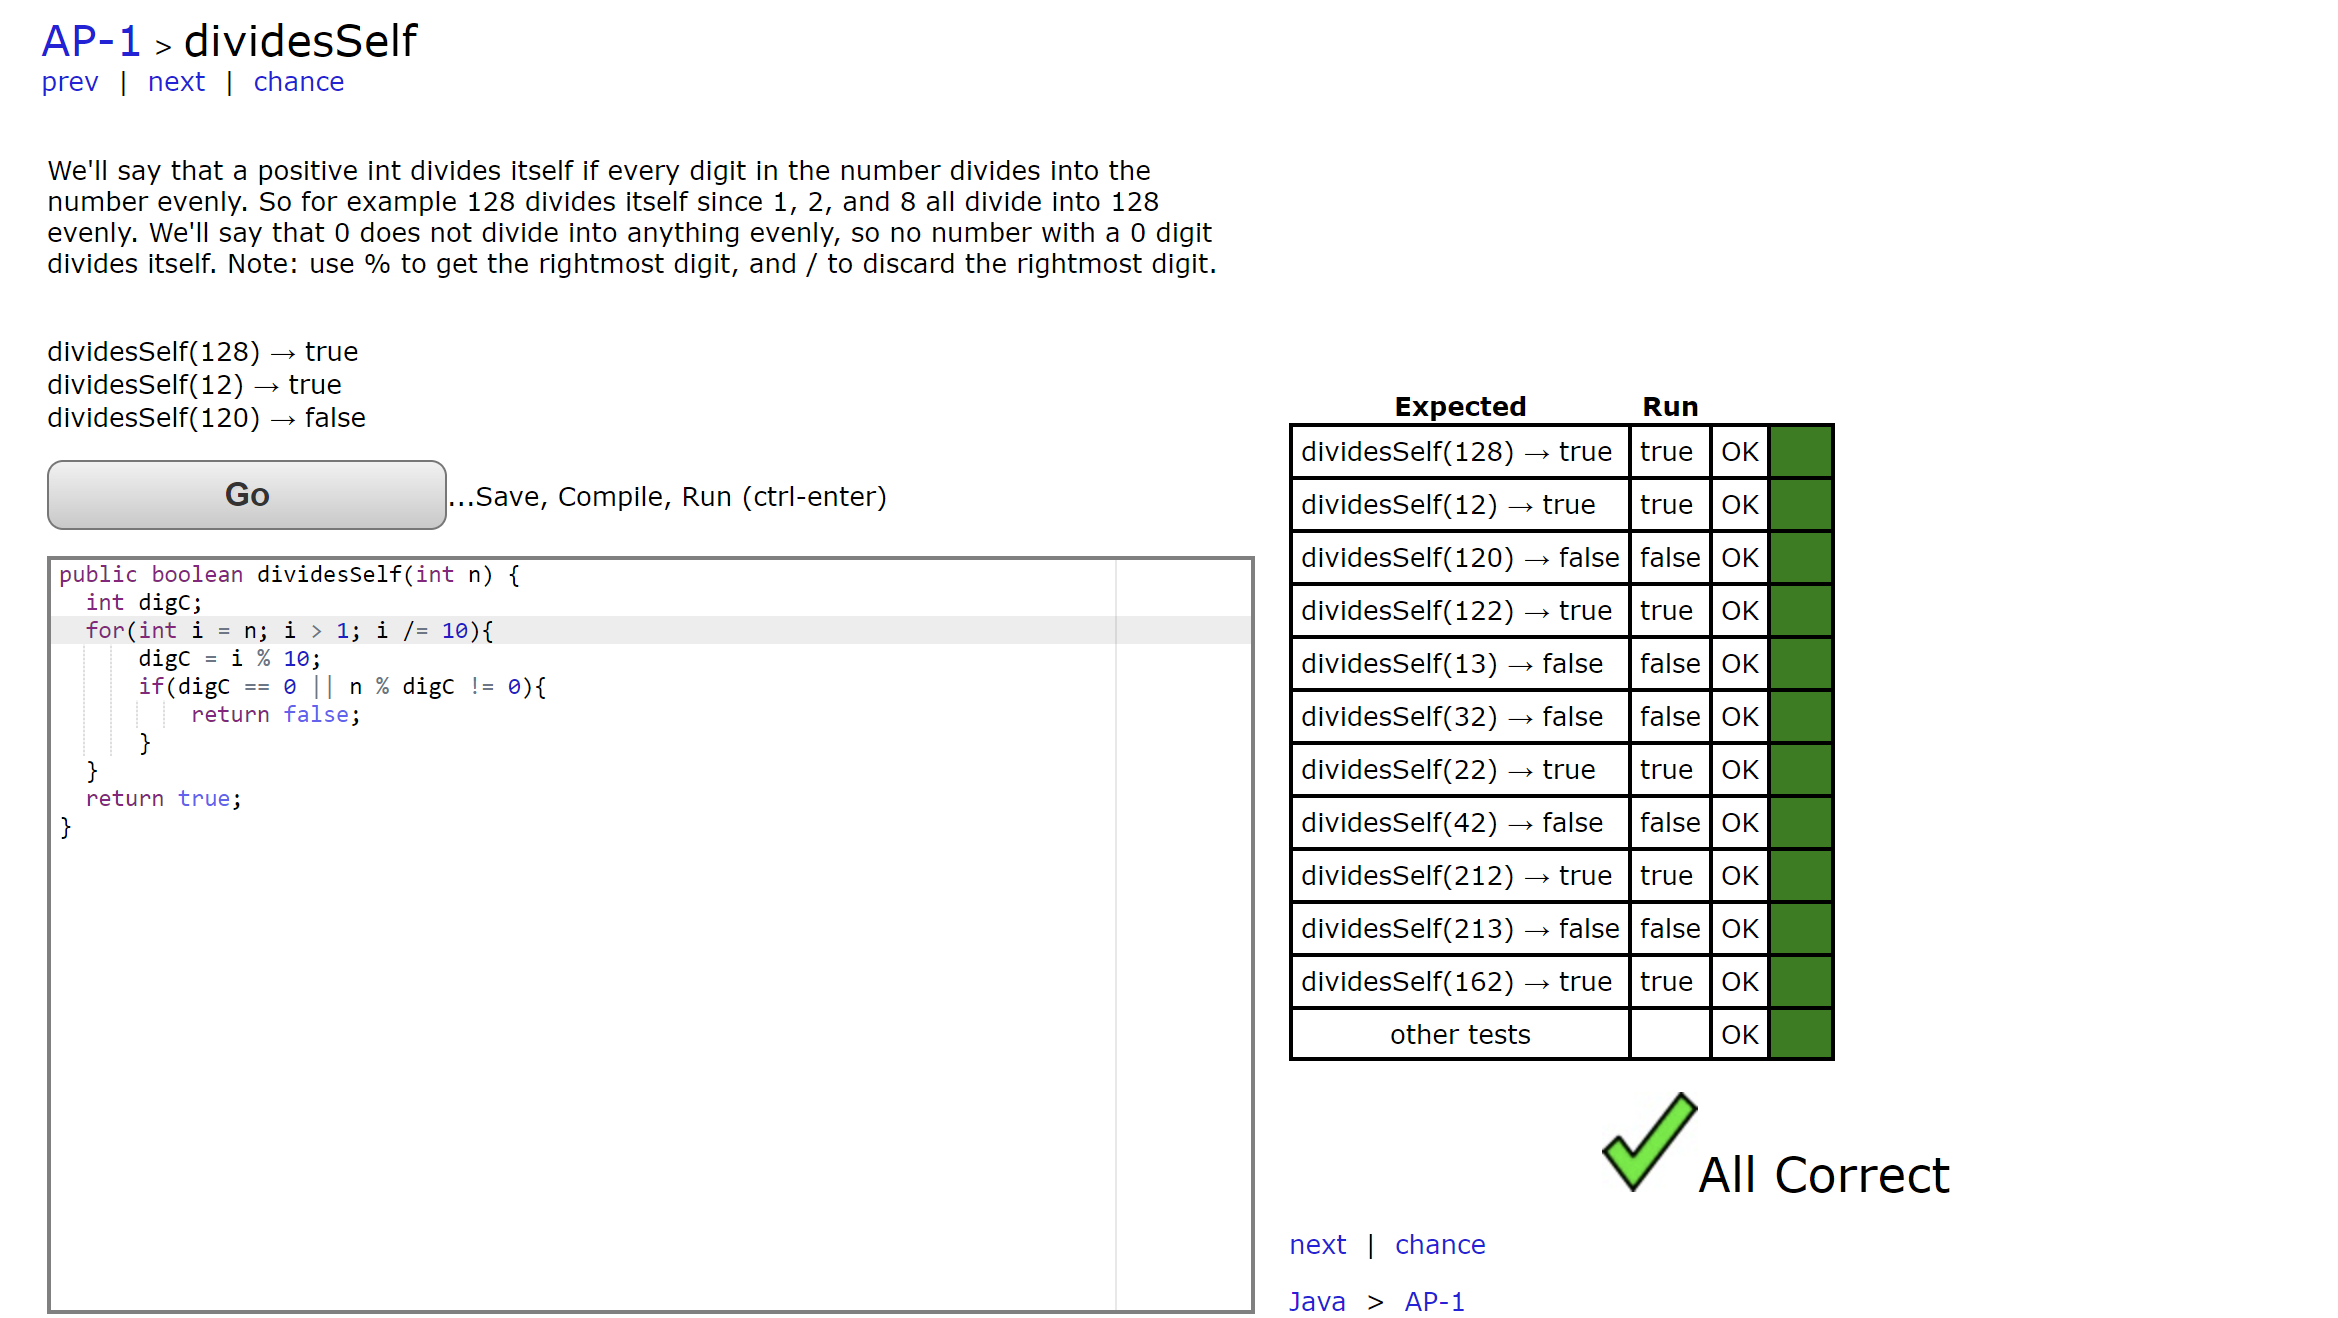 AP-1 > dividesSelf
prev | next | chance
We'll say that a positive int divides itself if every digit in the number divides into the
number evenly. So for example 128 divides itself since 1, 2, and 8 all divide into 128
evenly. We'll say that 0 does not divide into anything evenly, so no number with a 0 digit
divides itself. Note: use % to get the rightmost digit, and / to discard the rightmost digit.
dividesSelf(128) → true
dividesSelf(12) → true
dividesSelf(120) → false
Go ...Save, Compile, Run (ctrl-enter)
public boolean dividesSelf(int n) {
  int digC;
  for(int i = n; i > 1; i /= 10){
      digC = i % 10;
      if(digC == 0 || n % digC != 0){
          return false;
      }
  }
  return true;
}
Expected Run
dividesSelf(128) → true true OK
dividesSelf(12) → true true OK
dividesSelf(120) → false false OK
dividesSelf(122) → true true OK
dividesSelf(13) → false false OK
dividesSelf(32) → false false OK
dividesSelf(22) → true true OK
dividesSelf(42) → false false OK
dividesSelf(212) → true true OK
dividesSelf(213) → false false OK
dividesSelf(162) → true true OK
other tests OK
All Correct
next | chance
Java > AP-1